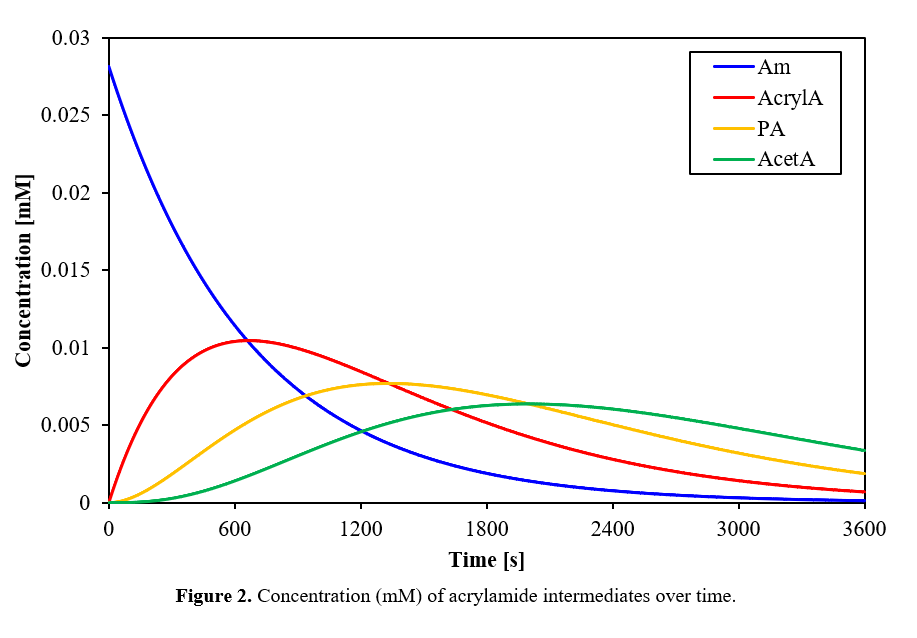 0.03
0.025
0.02
0.015
0.01
0.005
0
Concentration [mM]
Am
AcrylA
PA
AcetA
0 600 1200 1800 2400 3000 3600
Time [s]
Figure 2. Concentration (mM) of acrylamide intermediates over time.